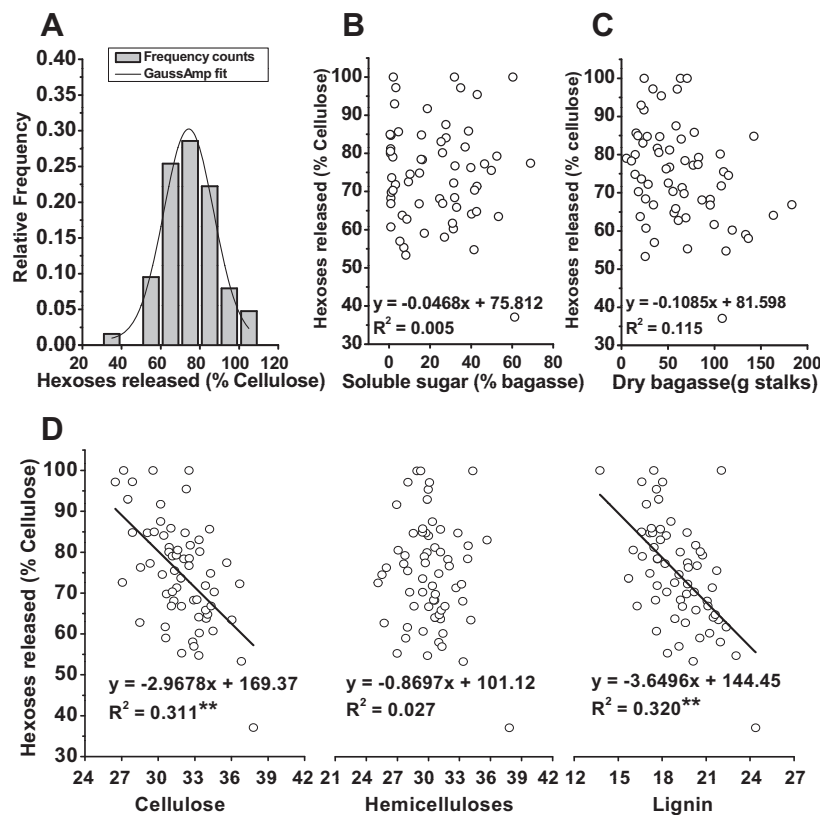 A
Frequency counts
GaussAmp fit
Relative Frequency
0.40
0.35
0.30
0.25
0.20
0.15
0.10
0.05
0.00
20 40 60 80 100 120
Hexoses released (% Cellulose)
B
Hexoses released (% Cellulose)
100
90
80
70
60
50
40
30
y = -0.0468x + 75.812
R² = 0.005
0 20 40 60 80
Soluble sugar (% bagasse)
C
Hexoses released (% cellulose)
100
90
80
70
60
50
40
30
y = -0.1085x + 81.598
R² = 0.115
0 50 100 150 200
Dry bagasse(g stalks)
D
Hexoses released (% Cellulose)
100
90
80
70
60
50
40
30
y = -2.9678x + 169.37
R² = 0.311**
24 27 30 33 36 39 42
Cellulose
y = -0.8697x + 101.12
R² = 0.027
21 24 27 30 33 36 39 42
Hemicelluloses
y = -3.6496x + 144.45
R² = 0.320**
12 15 18 21 24 27
Lignin